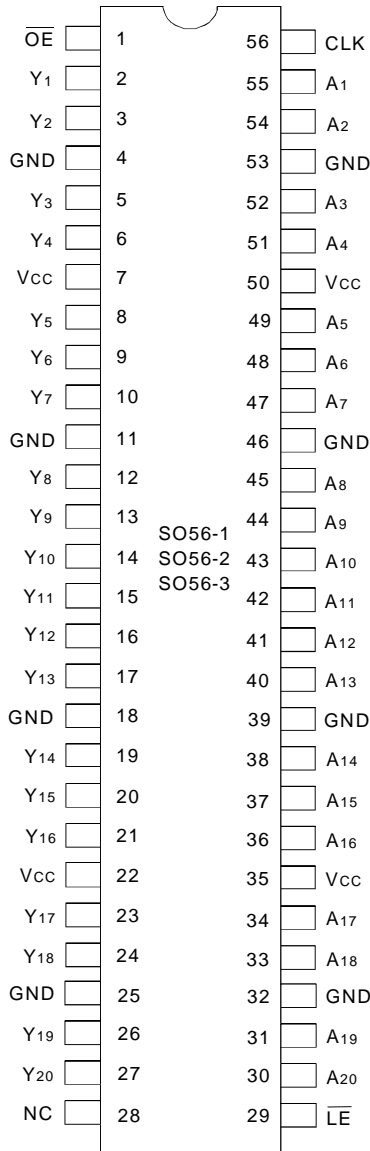 OE 1 56 CLK
Y1 2 55 A1
Y2 3 54 A2
GND 4 53 GND
Y3 5 52 A3
Y4 6 51 A4
VCC 7 50 VCC
Y5 8 49 A5
Y6 9 48 A6
Y7 10 47 A7
GND 11 46 GND
Y8 12 45 A8
Y9 13 44 A9
SO56-1
Y10 14 SO56-2 43 A10
SO56-3
Y11 15 42 A11
Y12 16 41 A12
Y13 17 40 A13
GND 18 39 GND
Y14 19 38 A14
Y15 20 37 A15
Y16 21 36 A16
VCC 22 35 VCC
Y17 23 34 A17
Y18 24 33 A18
GND 25 32 GND
Y19 26 31 A19
Y20 27 30 A20
NC 28 29 LE